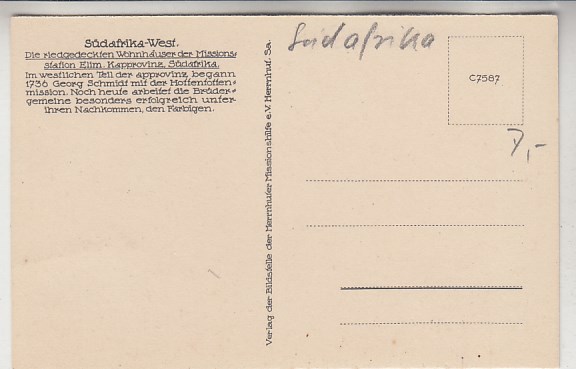 Südafrika-West.
Die riedgedeckten Wohnhäuser der Missions-
station Elim, Kapprovinz, Südafrika.
Im westlichen Teil der approvinz, begann
1736 Georg Schmidt mit der Hottentotten-
mission. Noch heute arbeitet die Brüder-
gemeine besonders erfolgreich unter
ihren Nachkommen, den Farbigen.
Verlag der Bildstelle der Herrnhuter Missionshilfe e.V. Herrnhut, Sa.
Südafrika
C7587
7,-